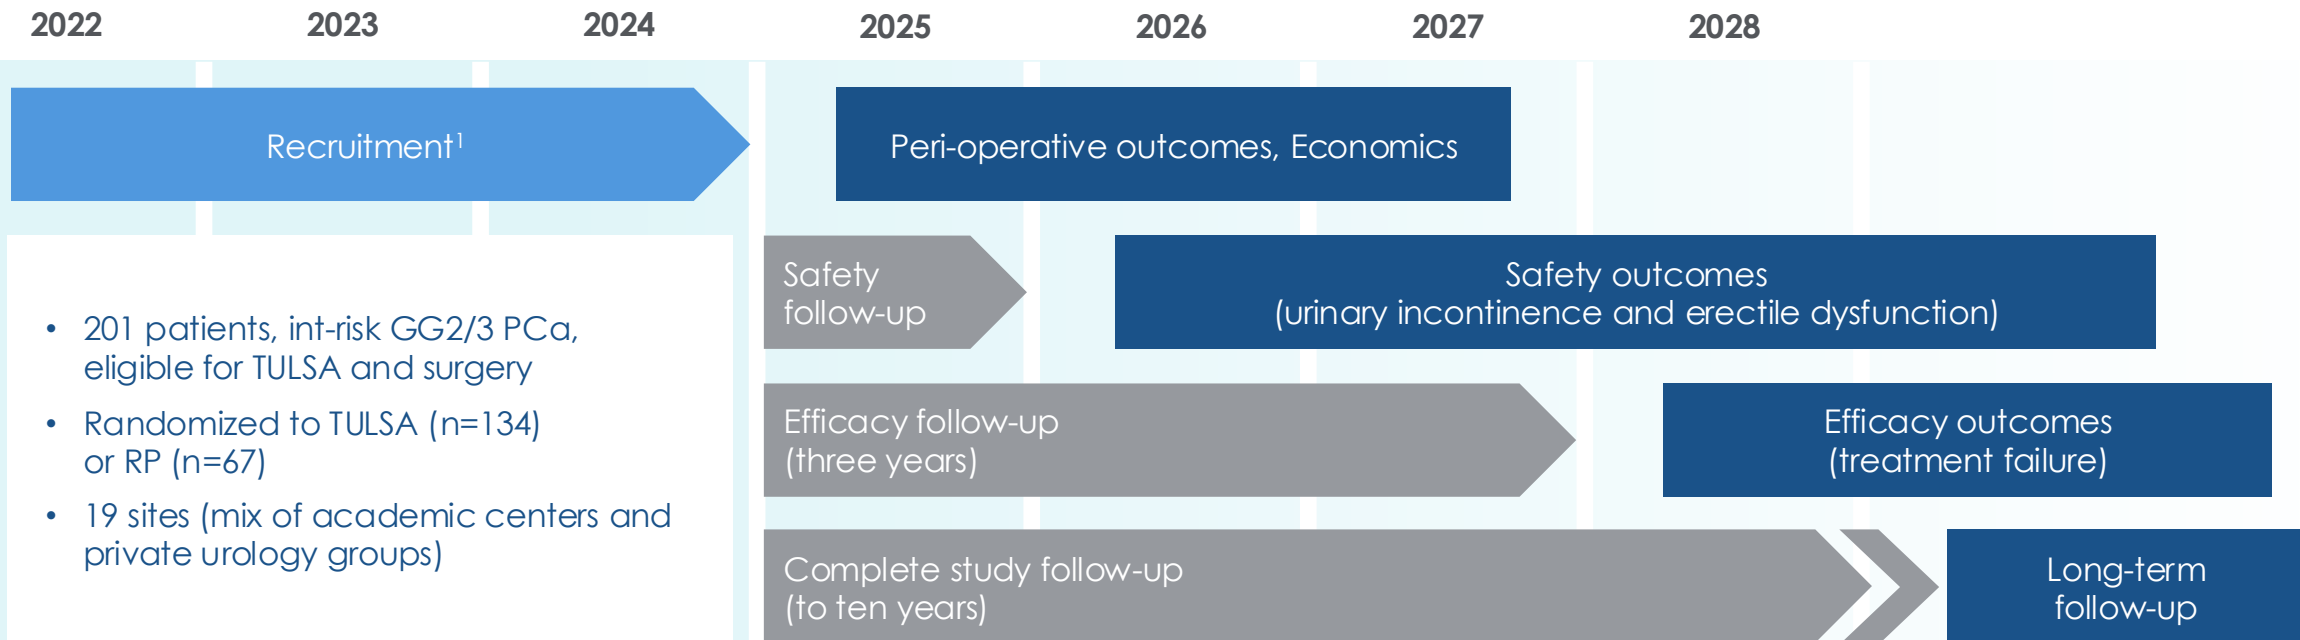 2022 2023 2024 2025 2026 2027 2028
Recruitment¹
Peri-operative outcomes, Economics
• 201 patients, int-risk GG2/3 PCa,
eligible for TULSA and surgery
• Randomized to TULSA (n=134)
or RP (n=67)
• 19 sites (mix of academic centers and
private urology groups)
Safety
follow-up
Safety outcomes
(urinary incontinence and erectile dysfunction)
Efficacy follow-up
(three years)
Efficacy outcomes
(treatment failure)
Complete study follow-up
(to ten years)
Long-term
follow-up